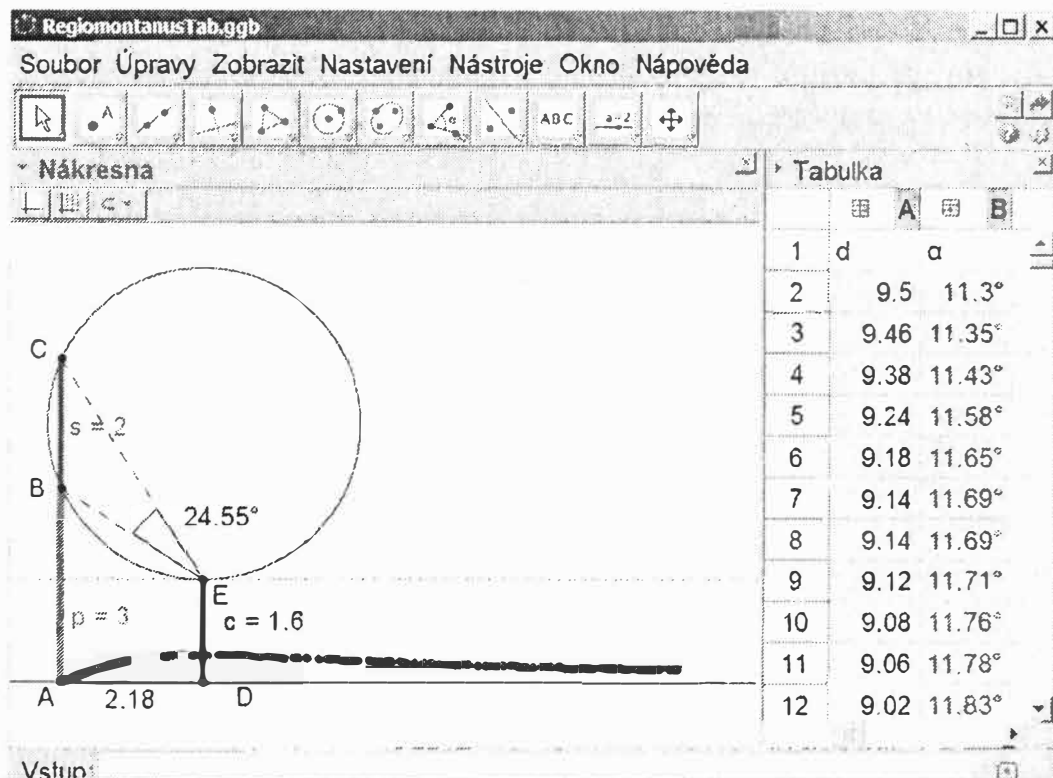 RegiomontanusTab.ggb
Soubor Úpravy Zobrazit Nastavení Nástroje Okno Nápověda
A
α
ABC
a=2
Nákresna
Tabulka
A B
1 d α
2 9.5 11.3°
3 9.46 11.35°
4 9.38 11.43°
5 9.24 11.58°
6 9.18 11.65°
7 9.14 11.69°
8 9.14 11.69°
9 9.12 11.71°
10 9.08 11.76°
11 9.06 11.78°
12 9.02 11.83°
C
s = 2
B
24.55°
E
p = 3
c = 1.6
A
2.18
D
Vstup: